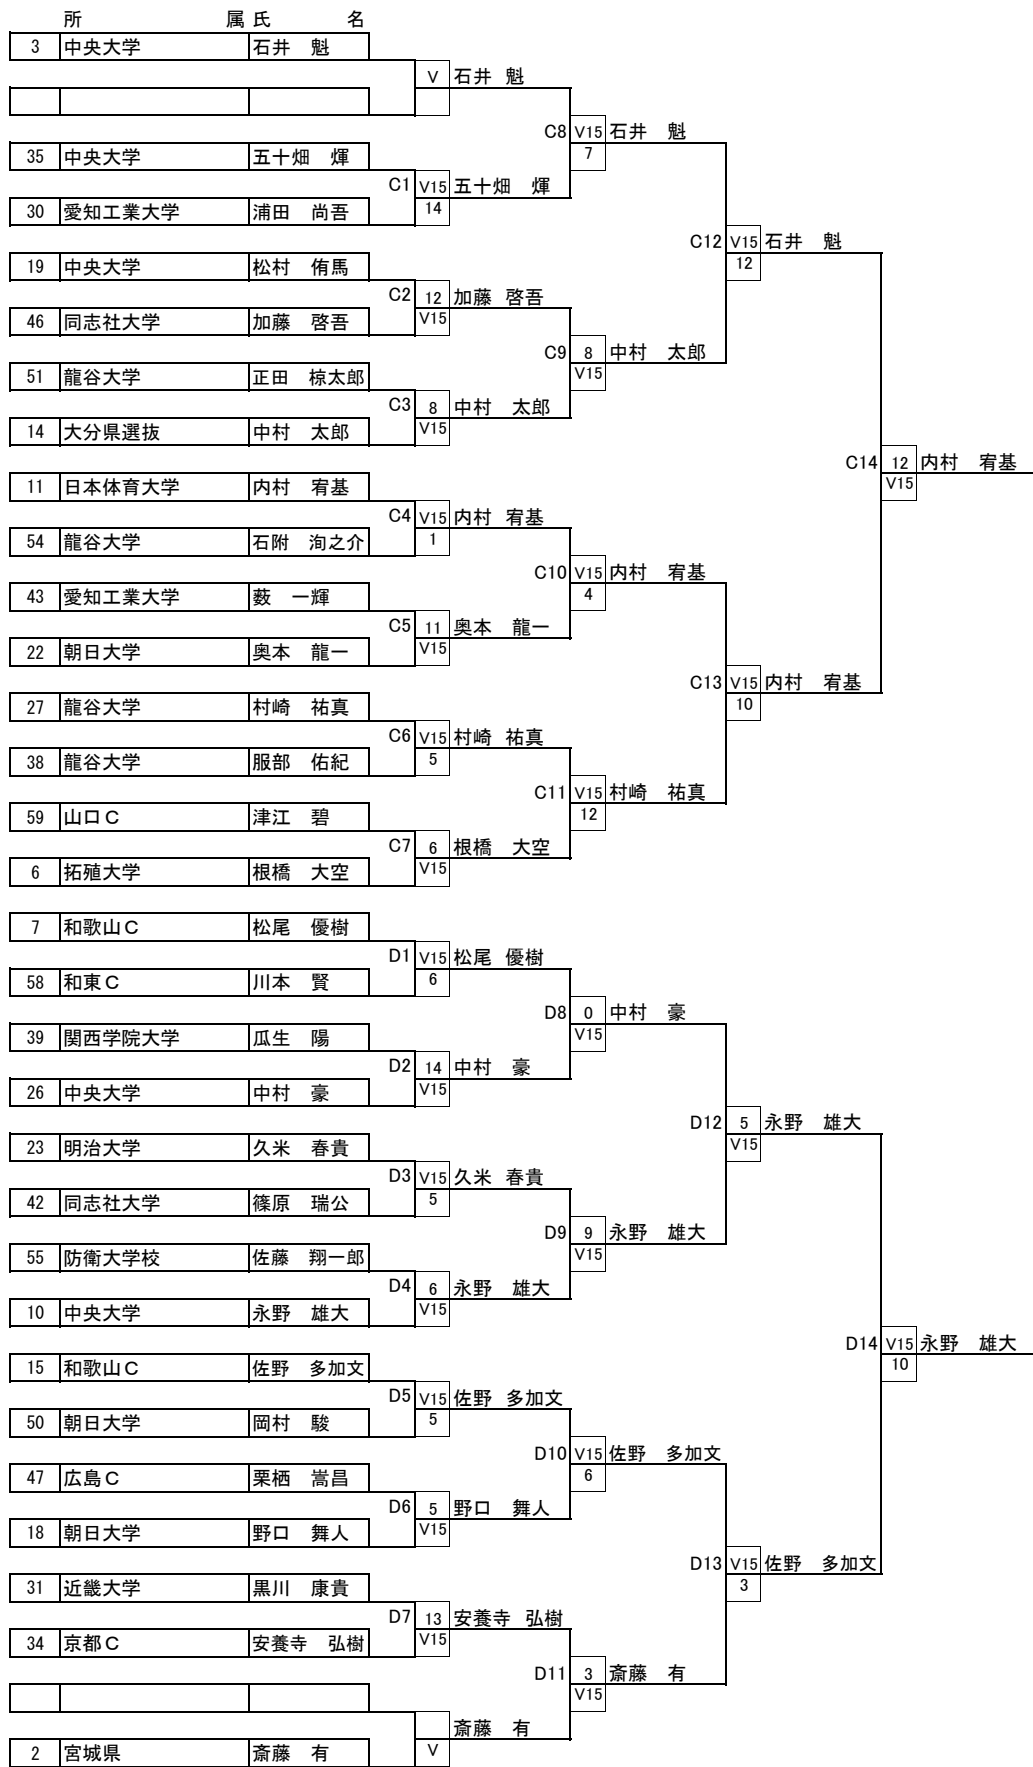 所 属 氏 名
3 中央大学 石井 魁
V 石井 魁
C8 V15 石井 魁
7
35 中央大学 五十畑 輝
C1 V15 五十畑 輝
14
30 愛知工業大学 浦田 尚吾
C12 V15 石井 魁
12
19 中央大学 松村 侑馬
C2 12 加藤 啓吾
V15
46 同志社大学 加藤 啓吾
C9 8 中村 太郎
V15
51 龍谷大学 正田 椋太郎
C3 8 中村 太郎
V15
14 大分県選抜 中村 太郎
C14 12 内村 宥基
V15
11 日本体育大学 内村 宥基
C4 V15 内村 宥基
1
54 龍谷大学 石附 洵之介
C10 V15 内村 宥基
4
43 愛知工業大学 薮 一輝
C5 11 奥本 龍一
V15
22 朝日大学 奥本 龍一
C13 V15 内村 宥基
10
27 龍谷大学 村崎 祐真
C6 V15 村崎 祐真
5
38 龍谷大学 服部 佑紀
C11 V15 村崎 祐真
12
59 山口C 津江 碧
C7 6 根橋 大空
V15
6 拓殖大学 根橋 大空
7 和歌山C 松尾 優樹
D1 V15 松尾 優樹
6
58 和東C 川本 賢
D8 0 中村 豪
V15
39 関西学院大学 瓜生 陽
D2 14 中村 豪
V15
26 中央大学 中村 豪
D12 5 永野 雄大
V15
23 明治大学 久米 春貴
D3 V15 久米 春貴
5
42 同志社大学 篠原 瑞公
D9 9 永野 雄大
V15
55 防衛大学校 佐藤 翔一郎
D4 6 永野 雄大
V15
10 中央大学 永野 雄大
D14 V15 永野 雄大
10
15 和歌山C 佐野 多加文
D5 V15 佐野 多加文
5
50 朝日大学 岡村 駿
D10 V15 佐野 多加文
6
47 広島C 栗栖 嵩昌
D6 5 野口 舞人
V15
18 朝日大学 野口 舞人
D13 V15 佐野 多加文
3
31 近畿大学 黒川 康貴
D7 13 安養寺 弘樹
V15
34 京都C 安養寺 弘樹
D11 3 斎藤 有
V15
斎藤 有
V
2 宮城県 斎藤 有